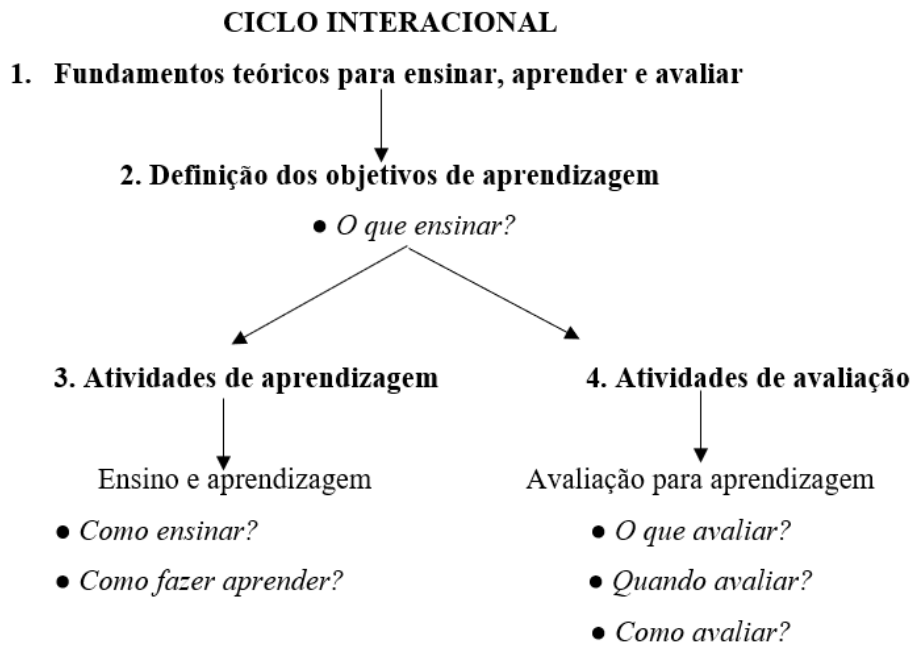 CICLO INTERACIONAL
1. Fundamentos teóricos para ensinar, aprender e avaliar
2. Definição dos objetivos de aprendizagem
● O que ensinar?
3. Atividades de aprendizagem
4. Atividades de avaliação
Ensino e aprendizagem
Avaliação para aprendizagem
● Como ensinar?
● O que avaliar?
● Como fazer aprender?
● Quando avaliar?
● Como avaliar?